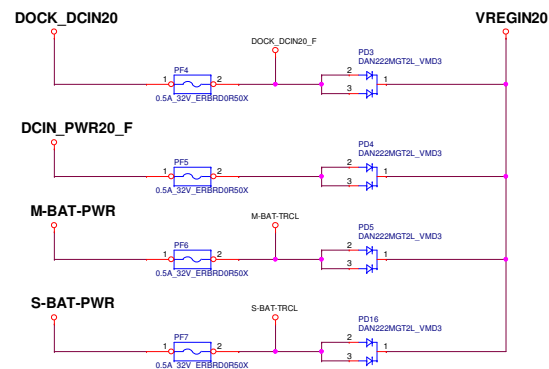 DOCK_DCIN20
VREGIN20
DOCK_DCIN20_F
PF4
1 2
0.5A_32V_ERBRD0R50X
PD3
DAN222MGT2L_VMD3
2
3
1
DCIN_PWR20_F
PF5
1 2
0.5A_32V_ERBRD0R50X
PD4
DAN222MGT2L_VMD3
2
3
1
M-BAT-PWR
M-BAT-TRCL
PF6
1 2
0.5A_32V_ERBRD0R50X
PD5
DAN222MGT2L_VMD3
2
3
1
S-BAT-PWR
S-BAT-TRCL
PF7
1 2
0.5A_32V_ERBRD0R50X
PD16
DAN222MGT2L_VMD3
2
3
1